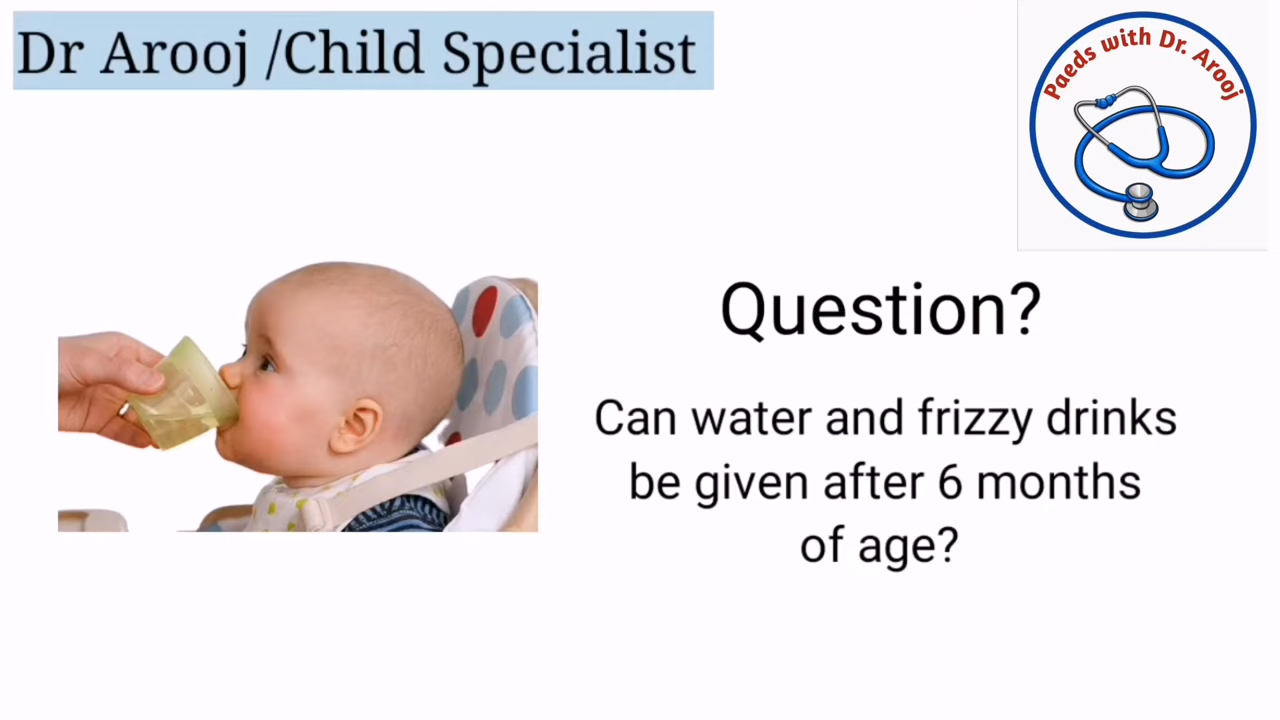 Dr Arooj /Child Specialist
Paeds with Dr. Arooj
Question?
Can water and frizzy drinks
be given after 6 months
of age?